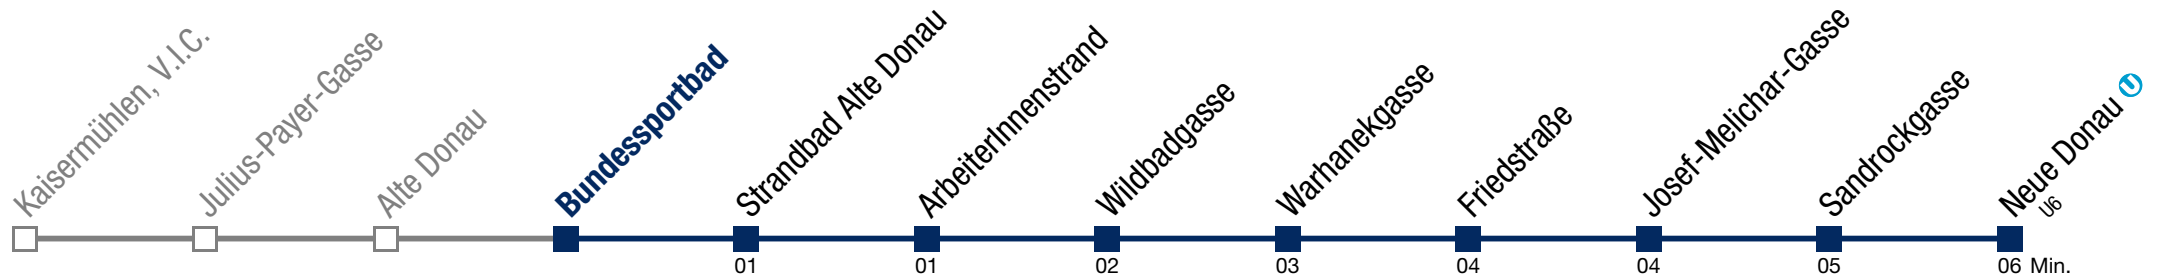 Kaisermühlen, V.I.C.
Julius-Payer-Gasse
Alte Donau
Bundessportbad
Strandbad Alte Donau
ArbeiterInnenstrand
Wildbadgasse
Warhanekgasse
Friedstraße
Josef-Melichar-Gasse
Sandrockgasse
Neue Donau U
U6
01 01 02 03 04 04 05 06 Min.